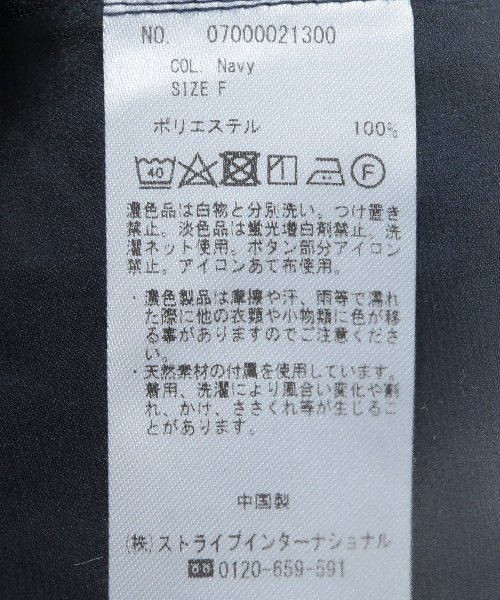 NO. 07000021300
COL. Navy
SIZE F
ポリエステル 100%
40 F
濃色品は白物と分別洗い。つけ置き
禁止。淡色品は蛍光増白剤禁止。洗
濯ネット使用。ボタン部分アイロン
禁止。アイロンあて布使用。
・濃色製品は摩擦や汗、雨等で濡れ
た際に他の衣類や小物類に色が移
る事がありますのでご注意くださ
い。
・天然素材の付属を使用しています。
着用、洗濯により風合い変化や割
れ、かけ、ささくれ等が生じるこ
とがあります。
中国製
(株)ストライプインターナショナル
0120-659-591